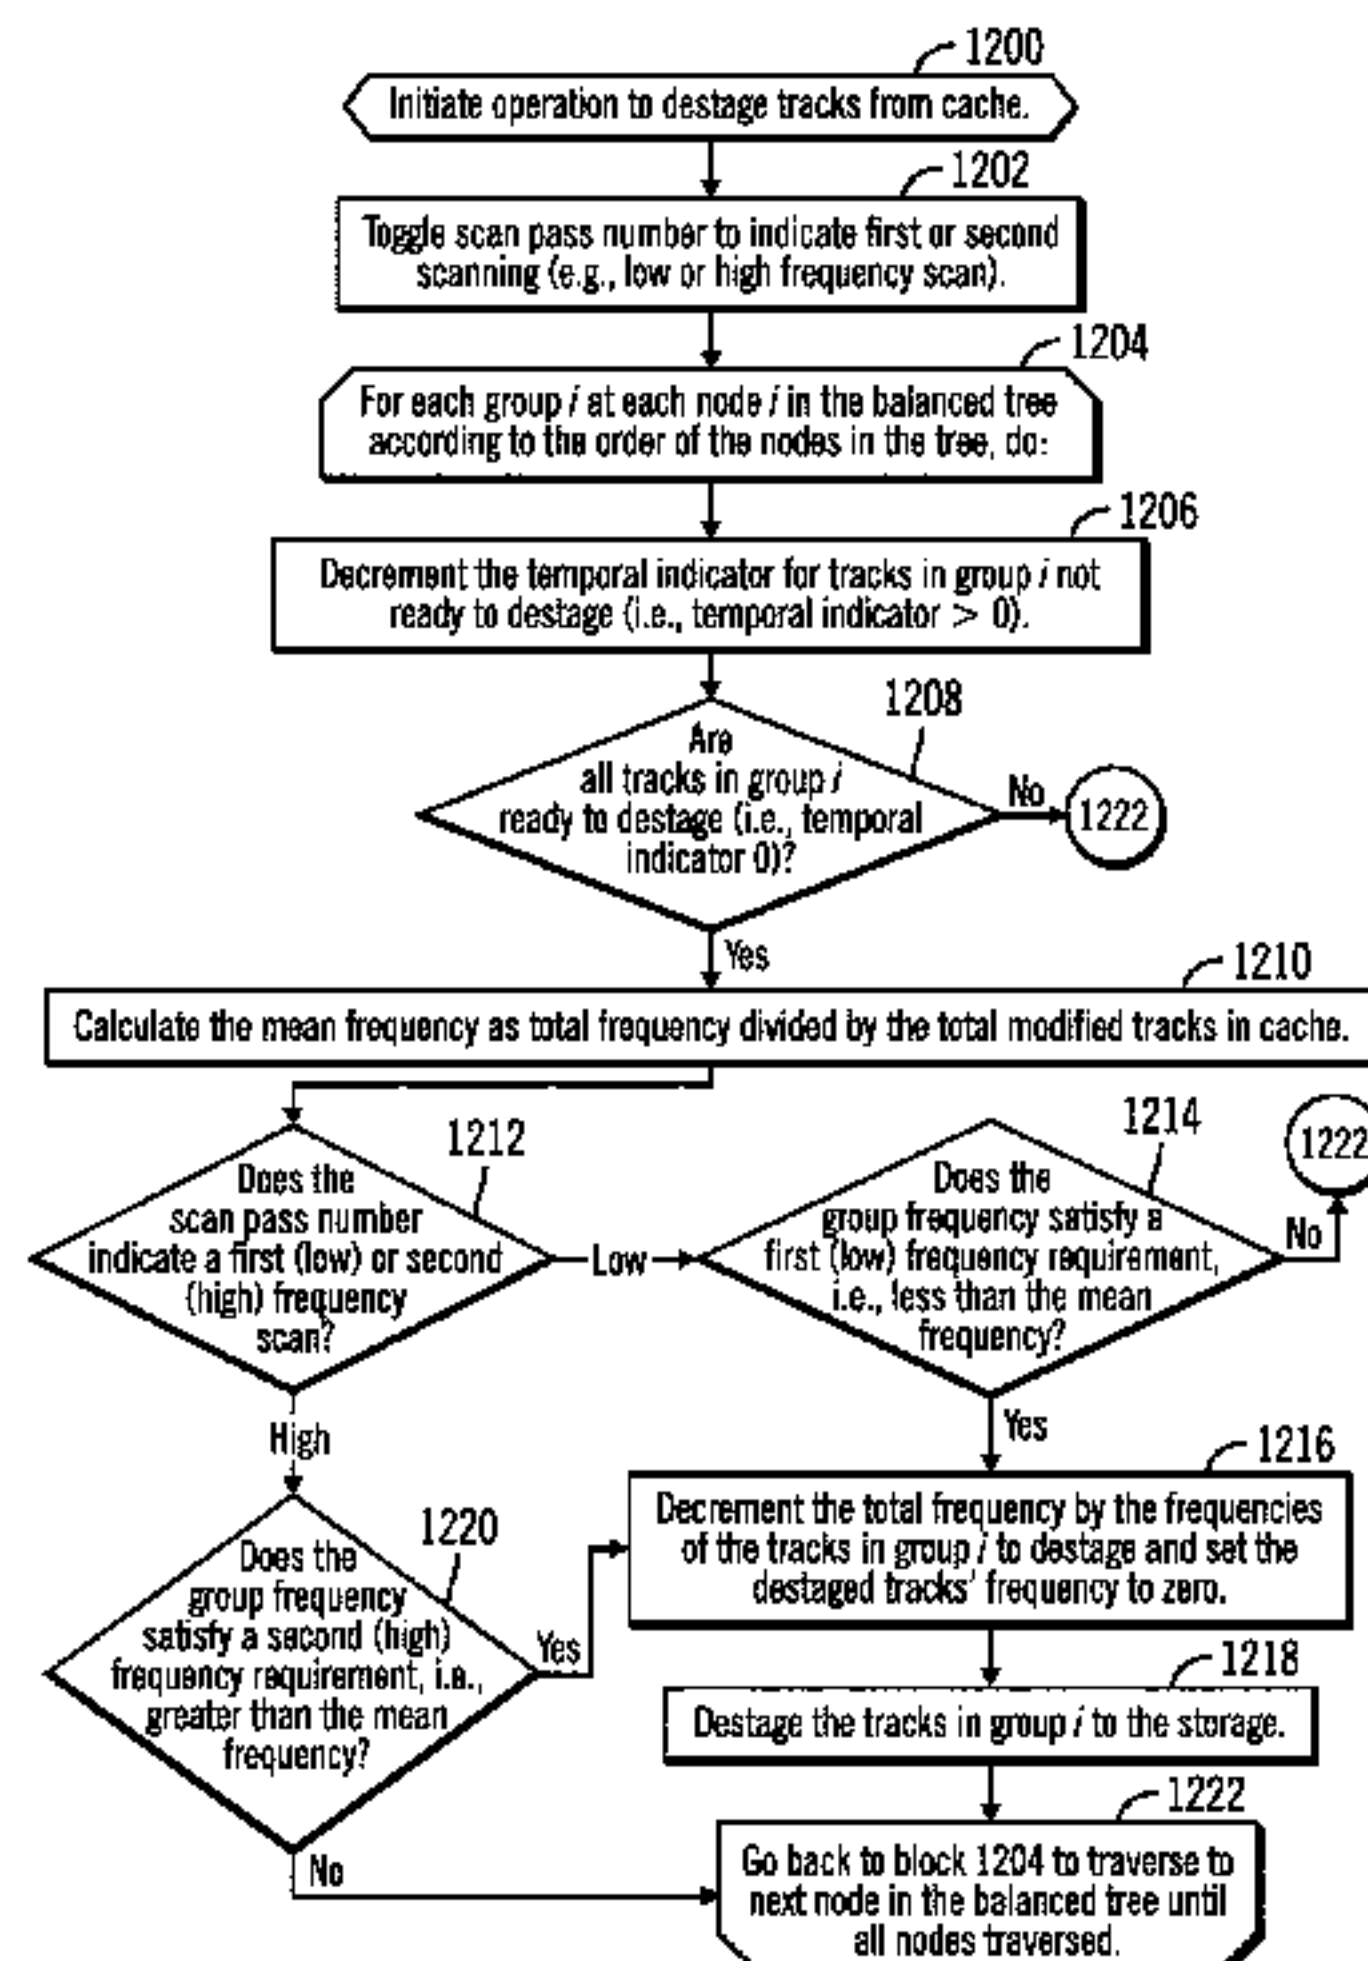 1200
Initiate operation to destage tracks from cache.
1202
Toggle scan pass number to indicate first or second
scanning (e.g., low or high frequency scan).
1204
For each group i at each node i in the balanced tree
according to the order of the nodes in the tree, do:
1206
Decrement the temporal indicator for tracks in group i not
ready to destage (i.e., temporal indicator > 0).
1208
Are
all tracks in group i
ready to destage (i.e., temporal
indicator 0)?
No
1222
Yes
1210
Calculate the mean frequency as total frequency divided by the total modified tracks in cache.
1212
Does the
scan pass number
indicate a first (low) or second
(high) frequency
scan?
Low
1214
Does the
group frequency satisfy a
first (low) frequency requirement,
i.e., less than the mean
frequency?
No
1222
High
Yes
1216
Decrement the total frequency by the frequencies
of the tracks in group i to destage and set the
destaged tracks' frequency to zero.
1220
Does the
group frequency
satisfy a second (high)
frequency requirement, i.e.,
greater than the mean
frequency?
Yes
No
1218
Destage the tracks in group i to the storage.
1222
Go back to block 1204 to traverse to
next node in the balanced tree until
all nodes traversed.